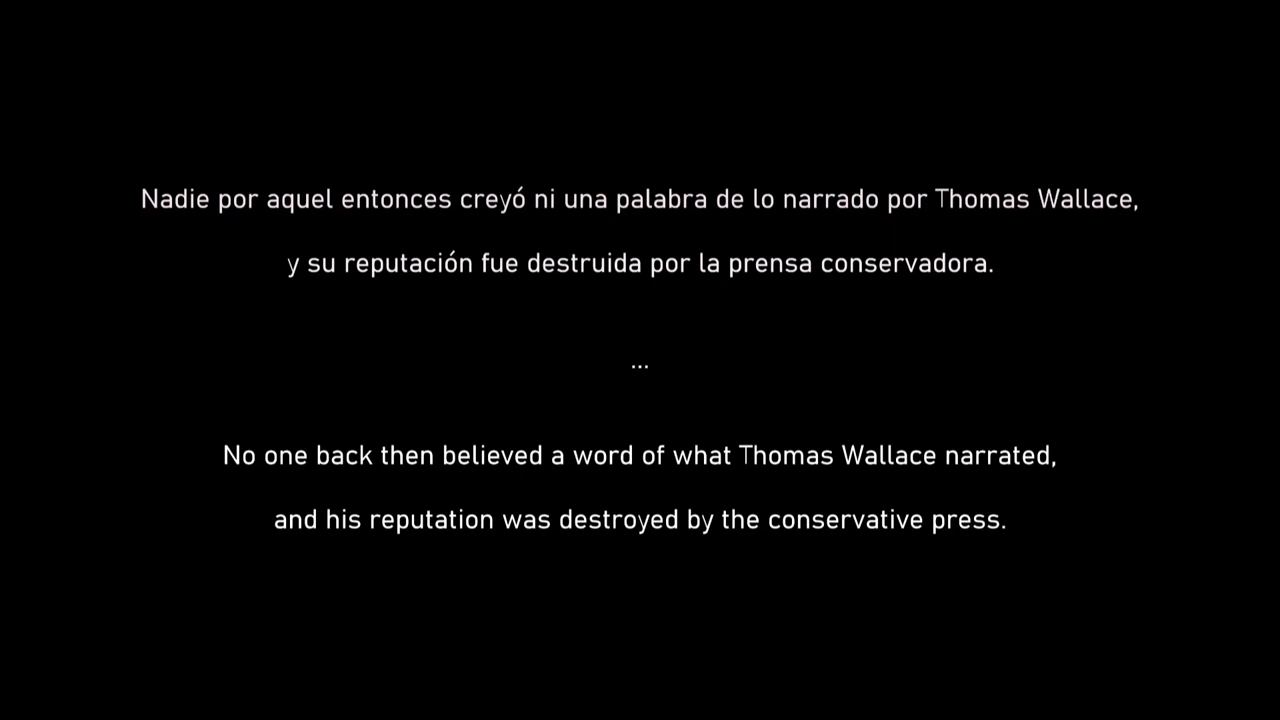 Nadie por aquel entonces creyó ni una palabra de lo narrado por Thomas Wallace,
y su reputación fue destruida por la prensa conservadora.
...
No one back then believed a word of what Thomas Wallace narrated,
and his reputation was destroyed by the conservative press.